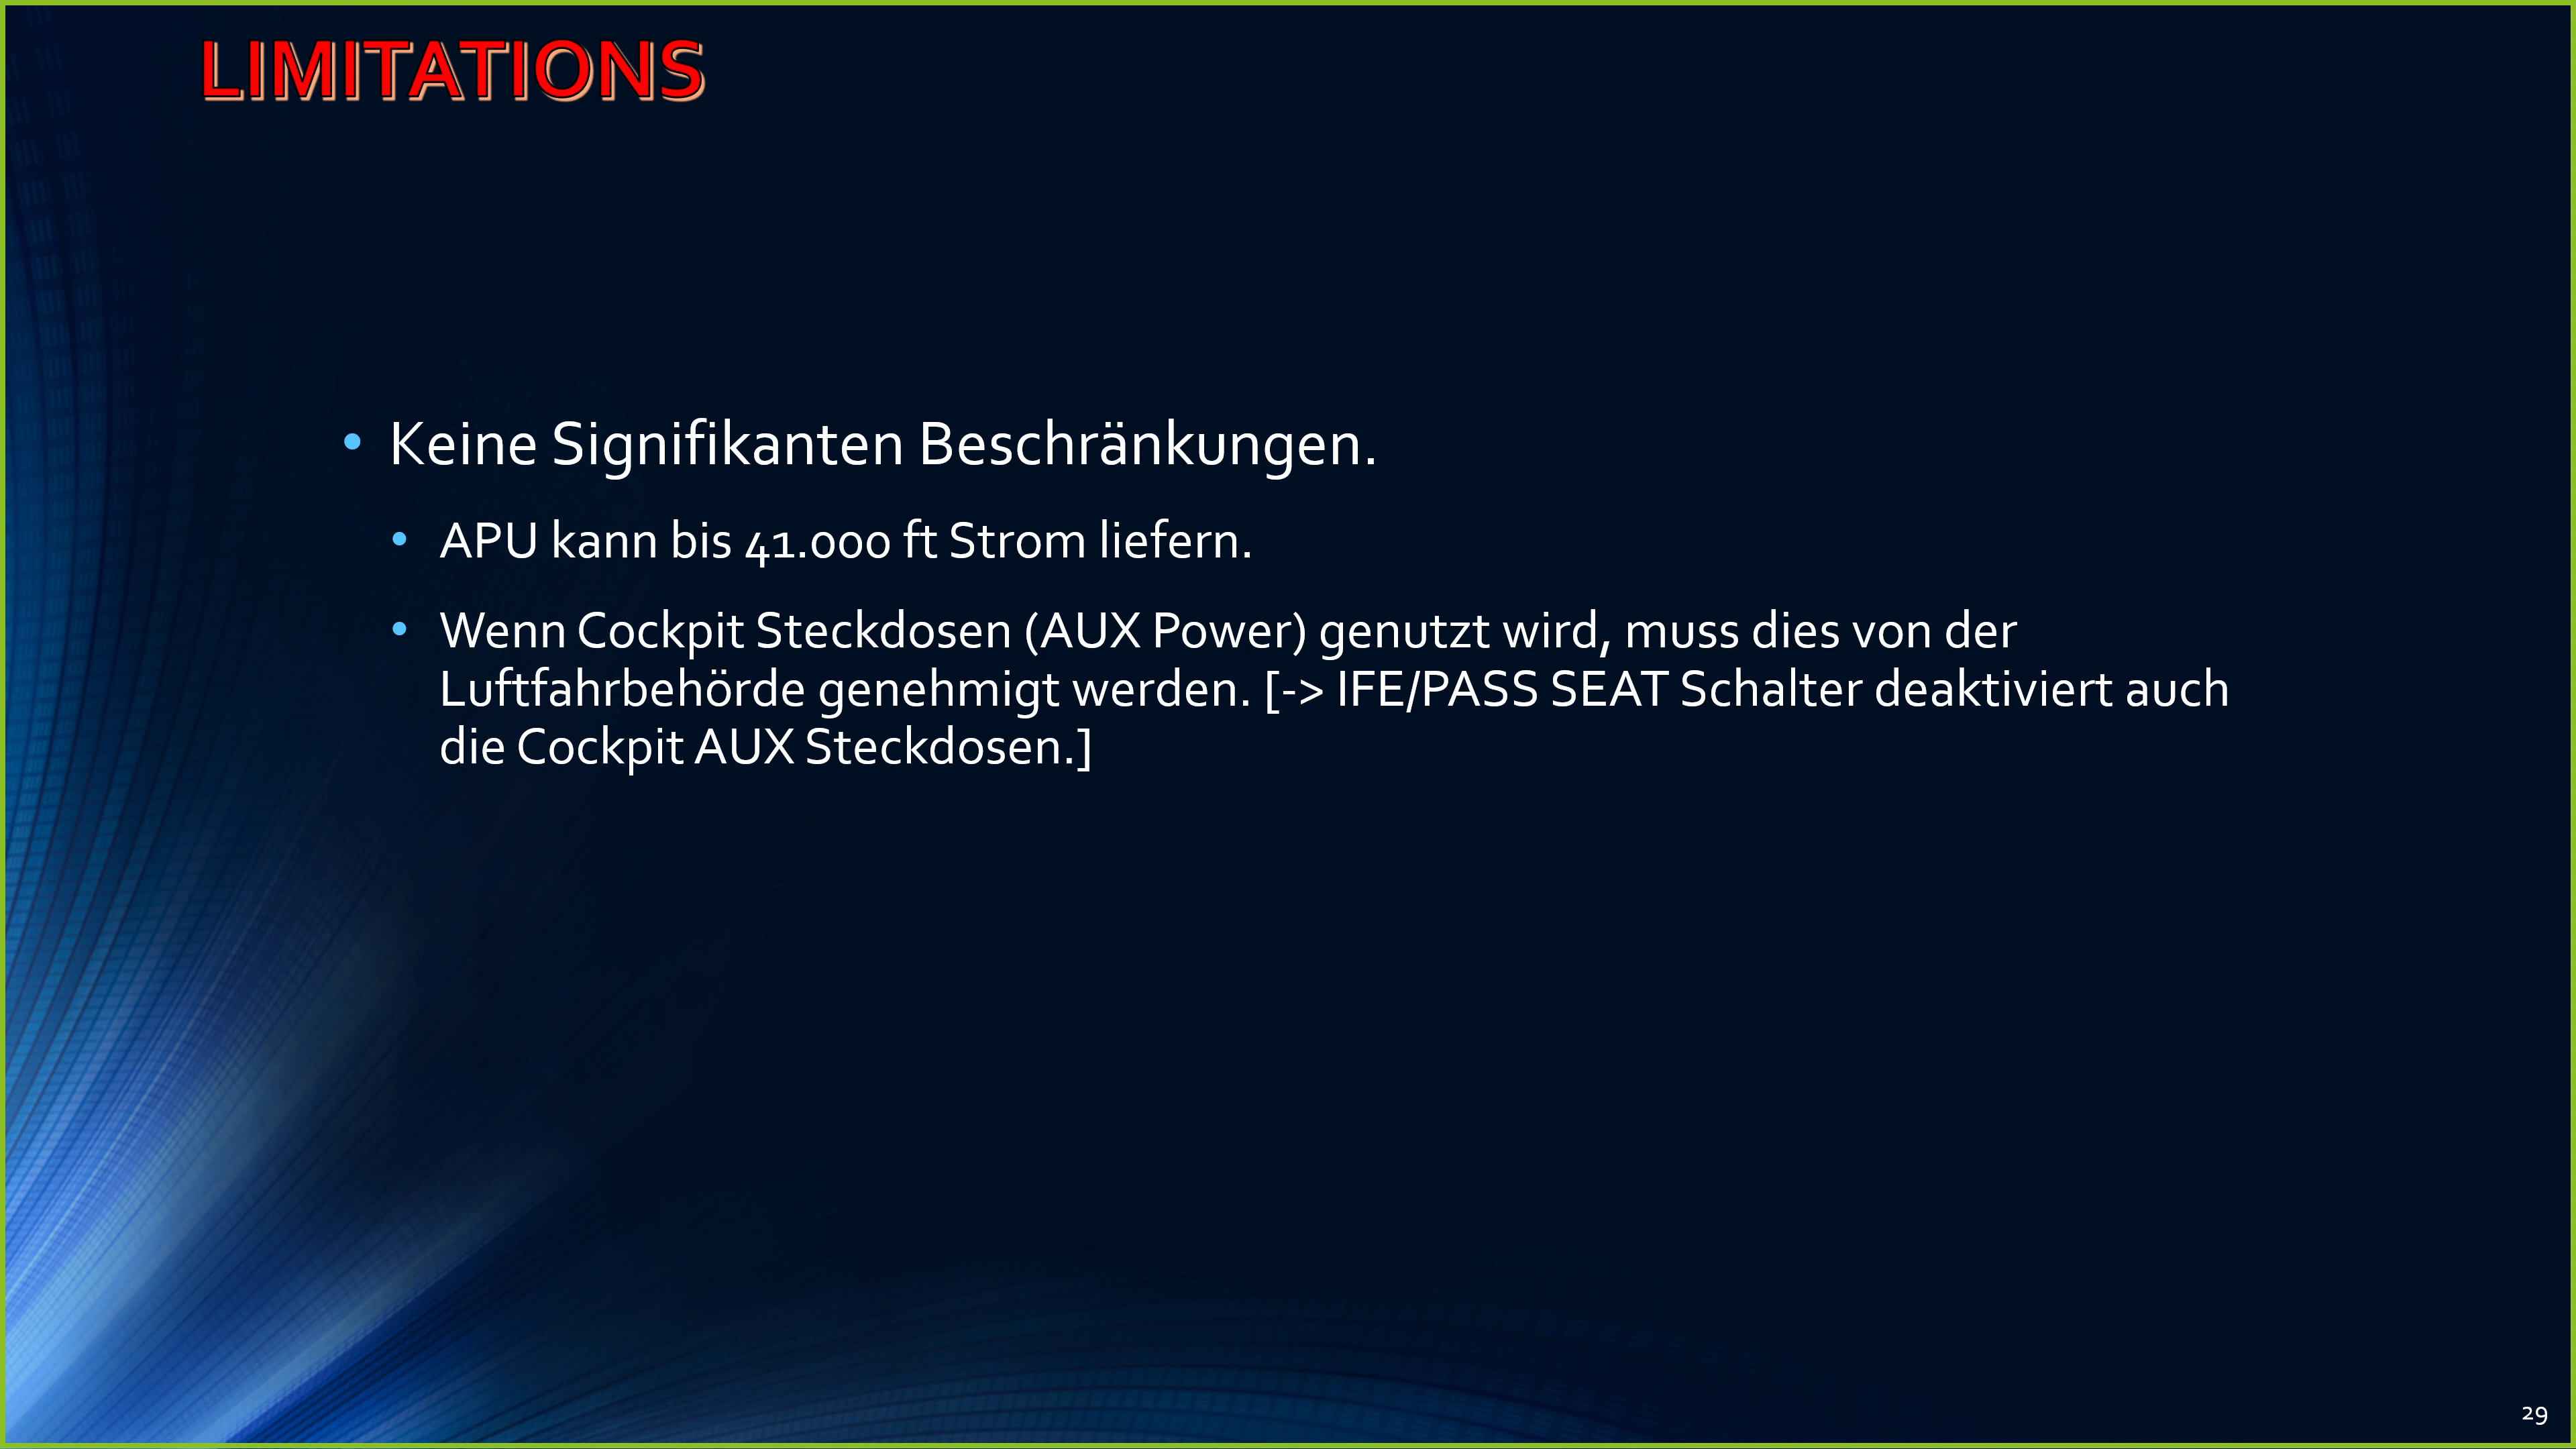 LIMITATIONS
• Keine Signifikanten Beschränkungen.
• APU kann bis 41.000 ft Strom liefern.
• Wenn Cockpit Steckdosen (AUX Power) genutzt wird, muss dies von der
Luftfahrbehörde genehmigt werden. [-> IFE/PASS SEAT Schalter deaktiviert auch
die Cockpit AUX Steckdosen.]
29